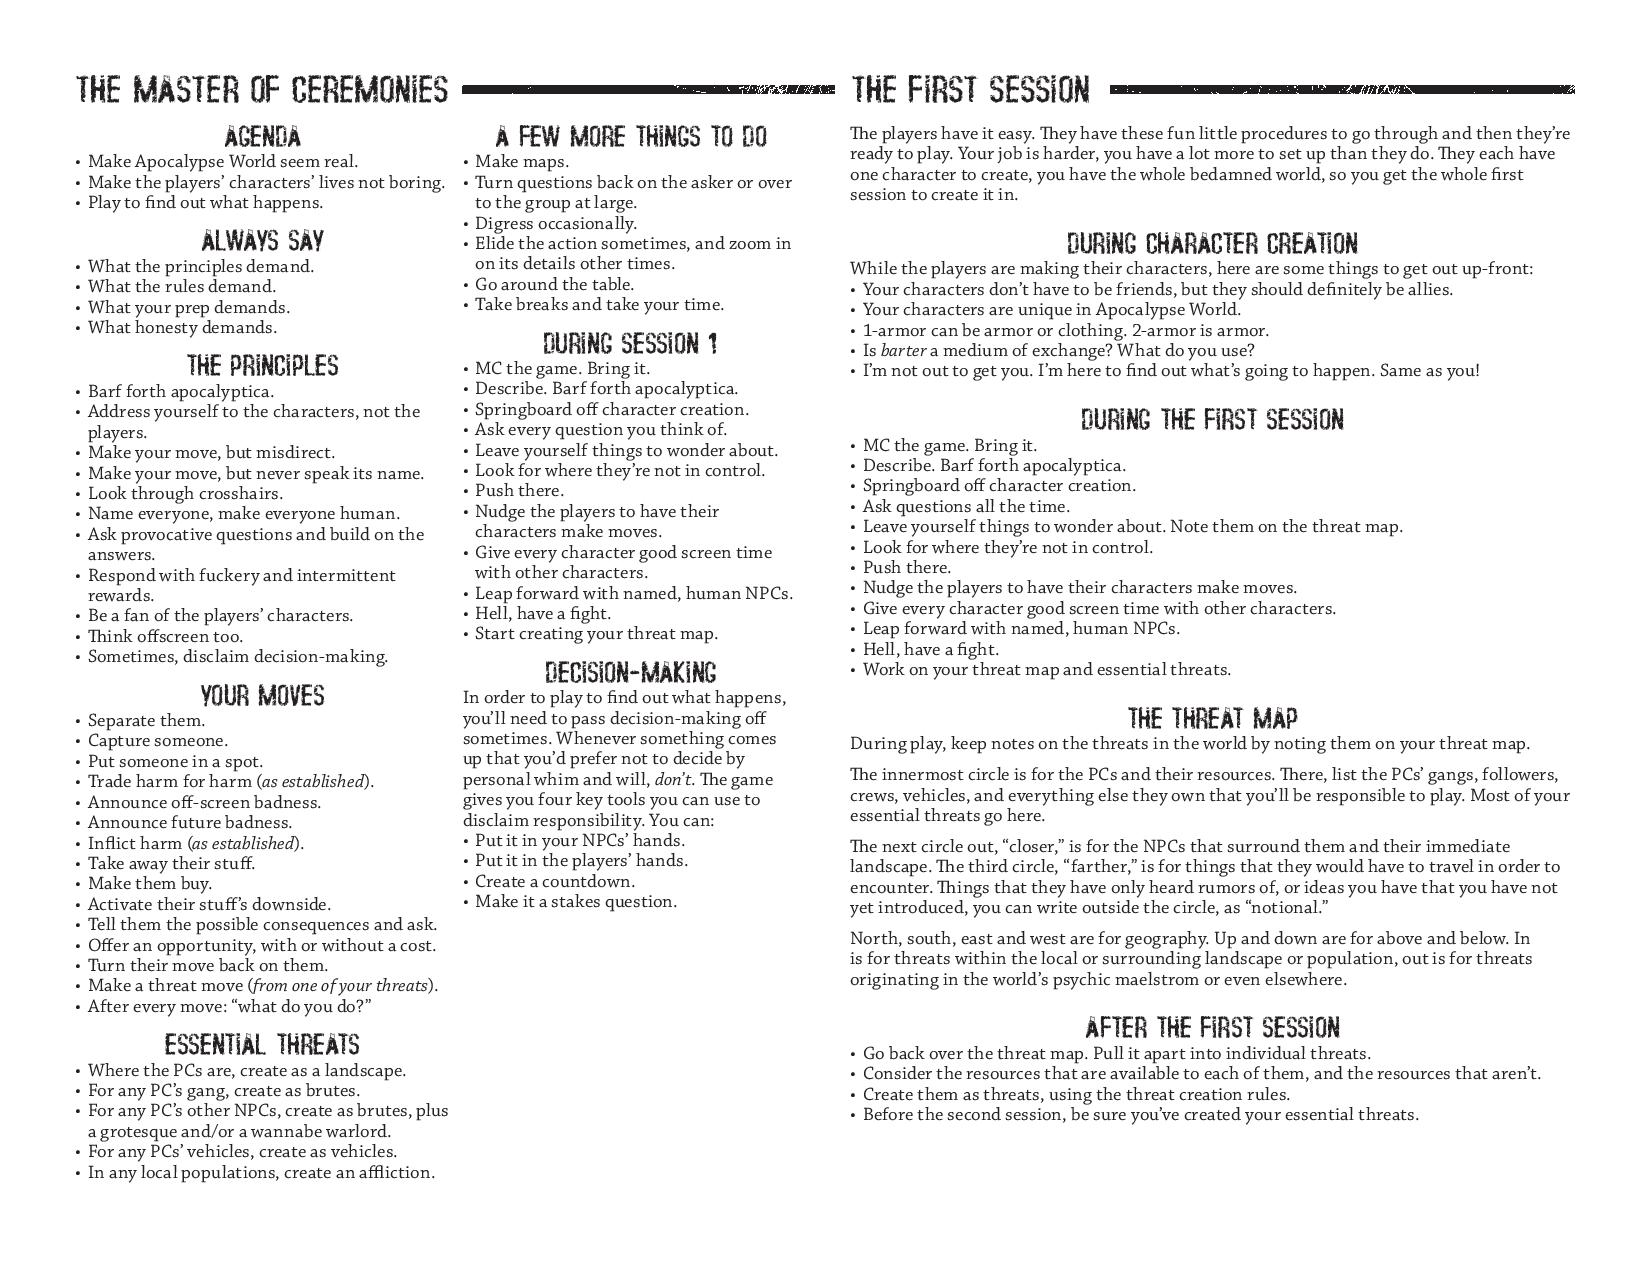 THE MASTER OF CEREMONIES
AGENDA
• Make Apocalypse World seem real.
• Make the players’ characters’ lives not boring.
• Play to find out what happens.
ALWAYS SAY
• What the principles demand.
• What the rules demand.
• What your prep demands.
• What honesty demands.
THE PRINCIPLES
• Barf forth apocalyptica.
• Address yourself to the characters, not the
players.
• Make your move, but misdirect.
• Make your move, but never speak its name.
• Look through crosshairs.
• Name everyone, make everyone human.
• Ask provocative questions and build on the
answers.
• Respond with fuckery and intermittent
rewards.
• Be a fan of the players’ characters.
• Think offscreen too.
• Sometimes, disclaim decision-making.
YOUR MOVES
• Separate them.
• Capture someone.
• Put someone in a spot.
• Trade harm for harm (as established).
• Announce off-screen badness.
• Announce future badness.
• Inflict harm (as established).
• Take away their stuff.
• Make them buy.
• Activate their stuff’s downside.
• Tell them the possible consequences and ask.
• Offer an opportunity, with or without a cost.
• Turn their move back on them.
• Make a threat move (from one of your threats).
• After every move: “what do you do?”
ESSENTIAL THREATS
• Where the PCs are, create as a landscape.
• For any PC’s gang, create as brutes.
• For any PC’s other NPCs, create as brutes, plus
a grotesque and/or a wannabe warlord.
• For any PCs’ vehicles, create as vehicles.
• In any local populations, create an affliction.
A FEW MORE THINGS TO DO
• Make maps.
• Turn questions back on the asker or over
to the group at large.
• Digress occasionally.
• Elide the action sometimes, and zoom in
on its details other times.
• Go around the table.
• Take breaks and take your time.
DURING SESSION 1
• MC the game. Bring it.
• Describe. Barf forth apocalyptica.
• Springboard off character creation.
• Ask every question you think of.
• Leave yourself things to wonder about.
• Look for where they’re not in control.
• Push there.
• Nudge the players to have their
characters make moves.
• Give every character good screen time
with other characters.
• Leap forward with named, human NPCs.
• Hell, have a fight.
• Start creating your threat map.
DECISION-MAKING
In order to play to find out what happens,
you’ll need to pass decision-making off
sometimes. Whenever something comes
up that you’d prefer not to decide by
personal whim and will, don’t. The game
gives you four key tools you can use to
disclaim responsibility. You can:
• Put it in your NPCs’ hands.
• Put it in the players’ hands.
• Create a countdown.
• Make it a stakes question.
THE FIRST SESSION
The players have it easy. They have these fun little procedures to go through and then they’re
ready to play. Your job is harder, you have a lot more to set up than they do. They each have
one character to create, you have the whole bedamned world, so you get the whole first
session to create it in.
DURING CHARACTER CREATION
While the players are making their characters, here are some things to get out up-front:
• Your characters don’t have to be friends, but they should definitely be allies.
• Your characters are unique in Apocalypse World.
• 1-armor can be armor or clothing. 2-armor is armor.
• Is barter a medium of exchange? What do you use?
• I’m not out to get you. I’m here to find out what’s going to happen. Same as you!
DURING THE FIRST SESSION
• MC the game. Bring it.
• Describe. Barf forth apocalyptica.
• Springboard off character creation.
• Ask questions all the time.
• Leave yourself things to wonder about. Note them on the threat map.
• Look for where they’re not in control.
• Push there.
• Nudge the players to have their characters make moves.
• Give every character good screen time with other characters.
• Leap forward with named, human NPCs.
• Hell, have a fight.
• Work on your threat map and essential threats.
THE THREAT MAP
During play, keep notes on the threats in the world by noting them on your threat map.
The innermost circle is for the PCs and their resources. There, list the PCs’ gangs, followers,
crews, vehicles, and everything else they own that you’ll be responsible to play. Most of your
essential threats go here.
The next circle out, “closer,” is for the NPCs that surround them and their immediate
landscape. The third circle, “farther,” is for things that they would have to travel in order to
encounter. Things that they have only heard rumors of, or ideas you have that you have not
yet introduced, you can write outside the circle, as “notional.”
North, south, east and west are for geography. Up and down are for above and below. In
is for threats within the local or surrounding landscape or population, out is for threats
originating in the world’s psychic maelstrom or even elsewhere.
AFTER THE FIRST SESSION
• Go back over the threat map. Pull it apart into individual threats.
• Consider the resources that are available to each of them, and the resources that aren’t.
• Create them as threats, using the threat creation rules.
• Before the second session, be sure you’ve created your essential threats.